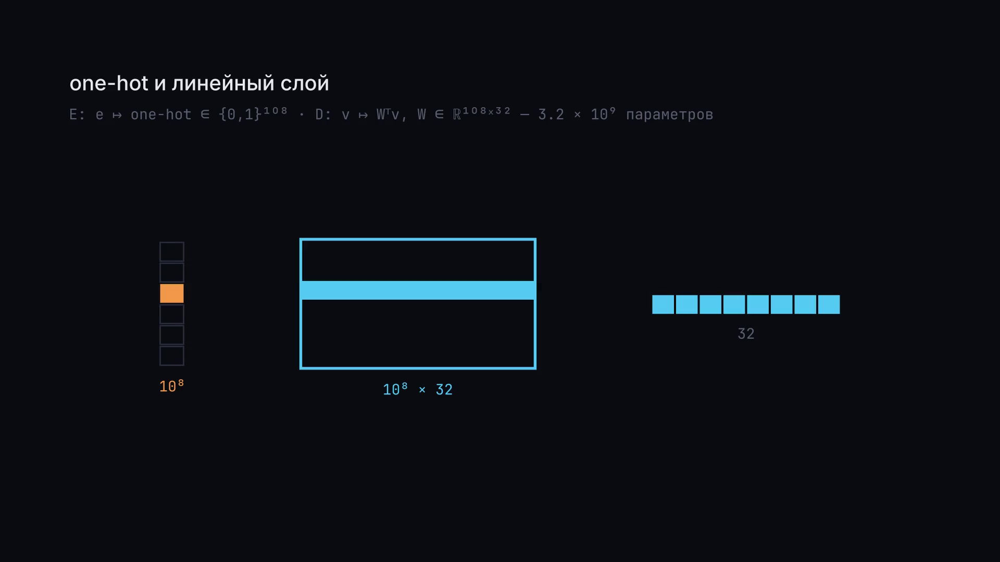 one-hot и линейный слой
E: e ↦ one-hot ∈ {0,1}¹⁰⁸ · D: v ↦ Wᵀv, W ∈ ℝ¹⁰⁸ˣ³² — 3.2 × 10⁹ параметров
32
10⁸
10⁸ × 32